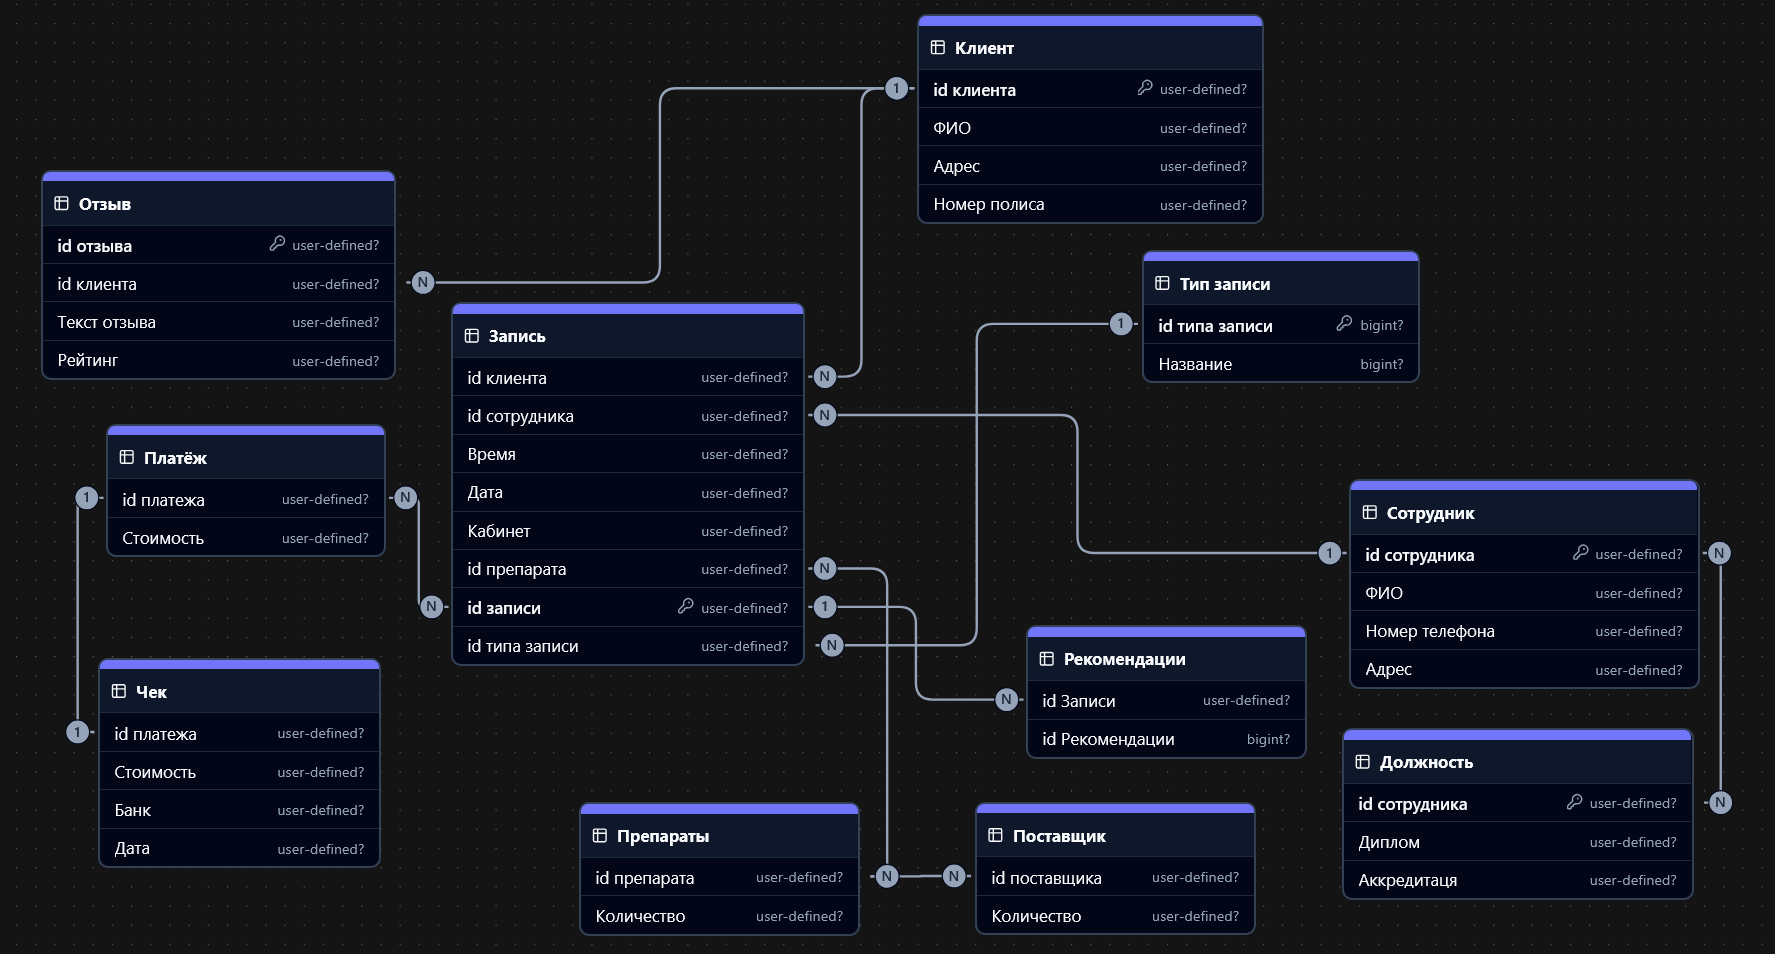 Клиент
id клиента user-defined?
ФИО user-defined?
Адрес user-defined?
Номер полиса user-defined?
1
Отзыв
id отзыва user-defined?
id клиента user-defined?
Текст отзыва user-defined?
Рейтинг user-defined?
N
Тип записи
id типа записи bigint?
Название bigint?
1
Запись
id клиента user-defined?
id сотрудника user-defined?
Время user-defined?
Дата user-defined?
Кабинет user-defined?
id препарата user-defined?
id записи user-defined?
id типа записи user-defined?
N
N
N
1
N
N
Платёж
id платежа user-defined?
Стоимость user-defined?
1
N
Сотрудник
id сотрудника user-defined?
ФИО user-defined?
Номер телефона user-defined?
Адрес user-defined?
1
N
Рекомендации
id Записи user-defined?
id Рекомендации bigint?
N
Чек
id платежа user-defined?
Стоимость user-defined?
Банк user-defined?
Дата user-defined?
1
Должность
id сотрудника user-defined?
Диплом user-defined?
Аккредитаця user-defined?
N
Препараты
id препарата user-defined?
Количество user-defined?
N
N
Поставщик
id поставщика user-defined?
Количество user-defined?